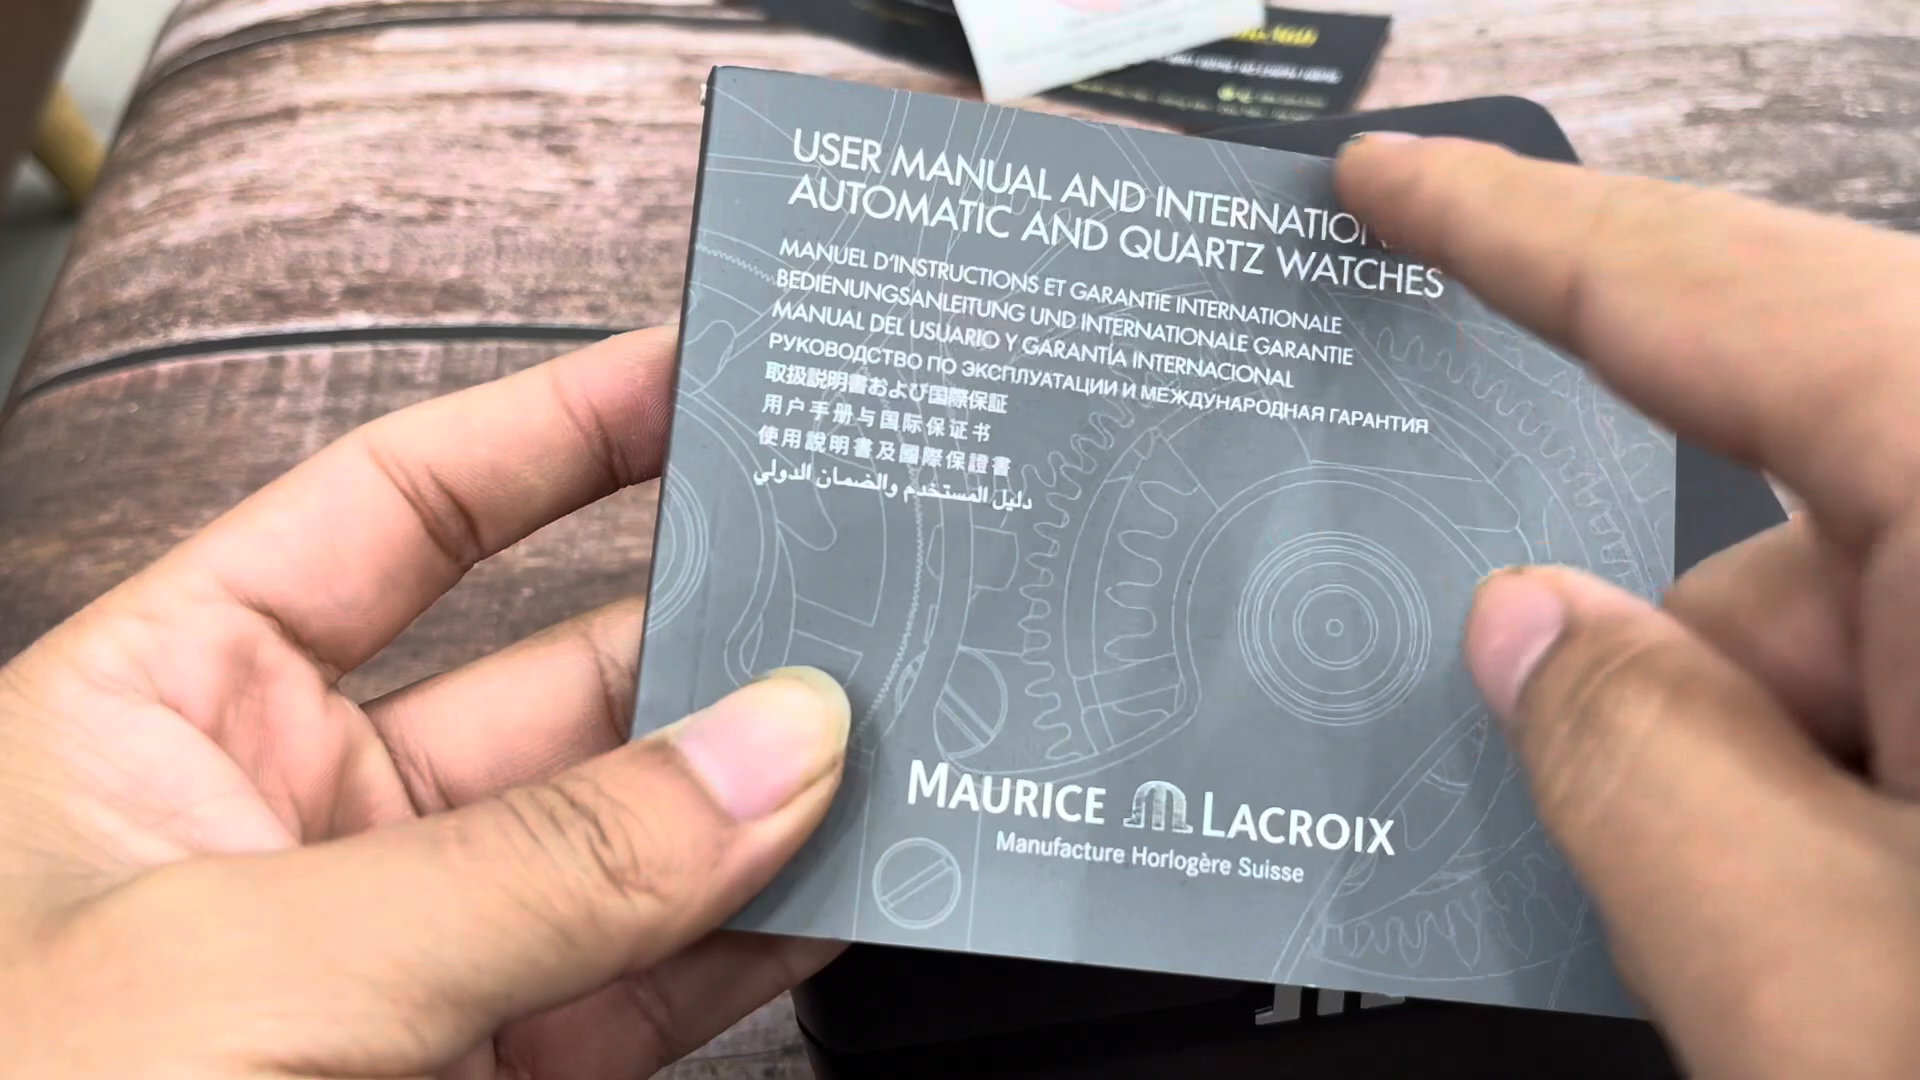 USER MANUAL AND INTERNATIO
AUTOMATIC AND QUARTZ WATCHES
MANUEL D'INSTRUCTIONS ET GARANTIE INTERNATIONALE
BEDIENUNGSANLEITUNG UND INTERNATIONALE GARANTIE
MANUAL DEL USUARIO Y GARANTÍA INTERNACIONAL
РУКОВОДСТВО ПО ЭКСПЛУАТАЦИИ И МЕЖДУНАРОДНАЯ ГАРАНТИЯ
取扱説明書および国際保証
用户手册与国际保证书
使用說明書及國際保證書
دليل المستخدم والضمان الدولي
MAURICE LACROIX
Manufacture Horlogère Suisse